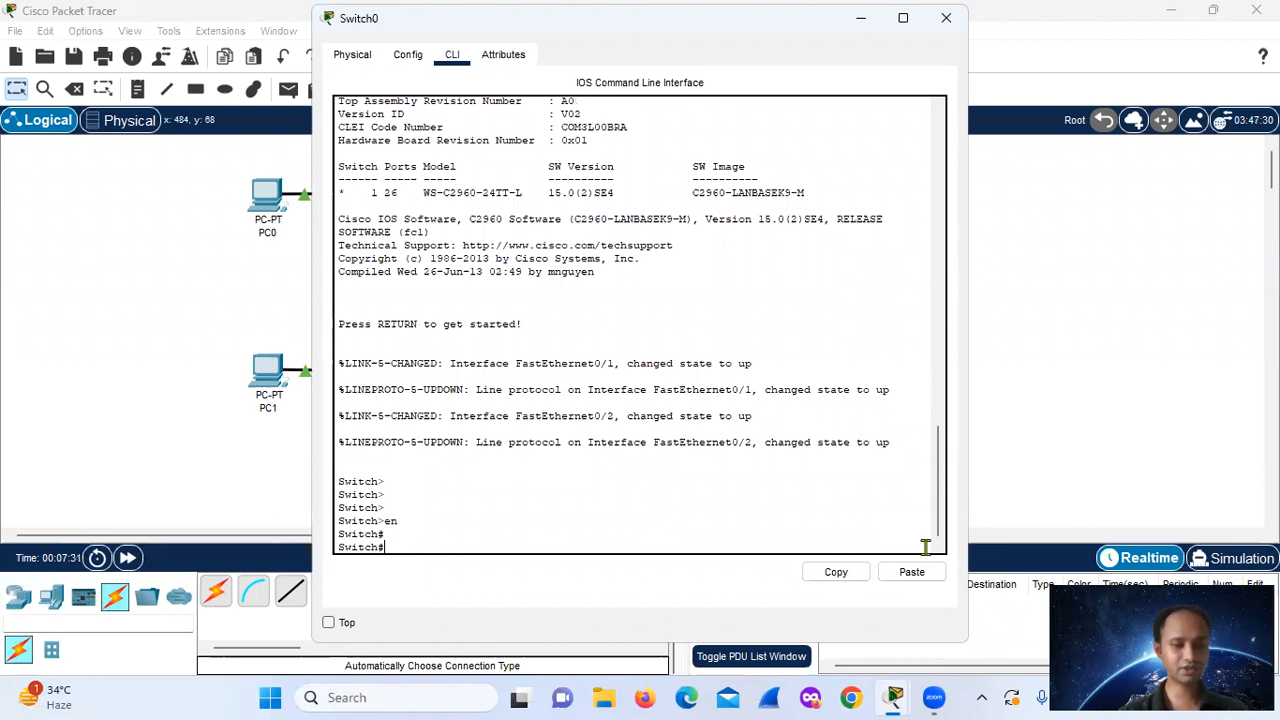 Cisco Packet Tracer
File Edit Options View Tools Extensions Window
Logical Physical x: 484, y: 68
Root 03:47:30
PC-PT
PC0
PC-PT
PC1
Switch0
Physical Config CLI Attributes
IOS Command Line Interface
Top Assembly Revision Number : A0
Version ID : V02
CLEI Code Number : COM3L00BRA
Hardware Board Revision Number : 0x01
Switch Ports Model SW Version SW Image
------ ----- ----- ---------- ----------
* 1 26 WS-C2960-24TT-L 15.0(2)SE4 C2960-LANBASEK9-M
Cisco IOS Software, C2960 Software (C2960-LANBASEK9-M), Version 15.0(2)SE4, RELEASE
SOFTWARE (fc1)
Technical Support: http://www.cisco.com/techsupport
Copyright (c) 1986-2013 by Cisco Systems, Inc.
Compiled Wed 26-Jun-13 02:49 by mnguyen
Press RETURN to get started!
%LINK-5-CHANGED: Interface FastEthernet0/1, changed state to up
%LINEPROTO-5-UPDOWN: Line protocol on Interface FastEthernet0/1, changed state to up
%LINK-5-CHANGED: Interface FastEthernet0/2, changed state to up
%LINEPROTO-5-UPDOWN: Line protocol on Interface FastEthernet0/2, changed state to up
Switch>
Switch>
Switch>
Switch>en
Switch#
Switch#
Copy Paste
Top
Time: 00:07:31
Realtime Simulation
Automatically Choose Connection Type
Toggle PDU List Window
Type Color Time(sec) Periodic Num Edit
34°C
Haze
Search
zoom